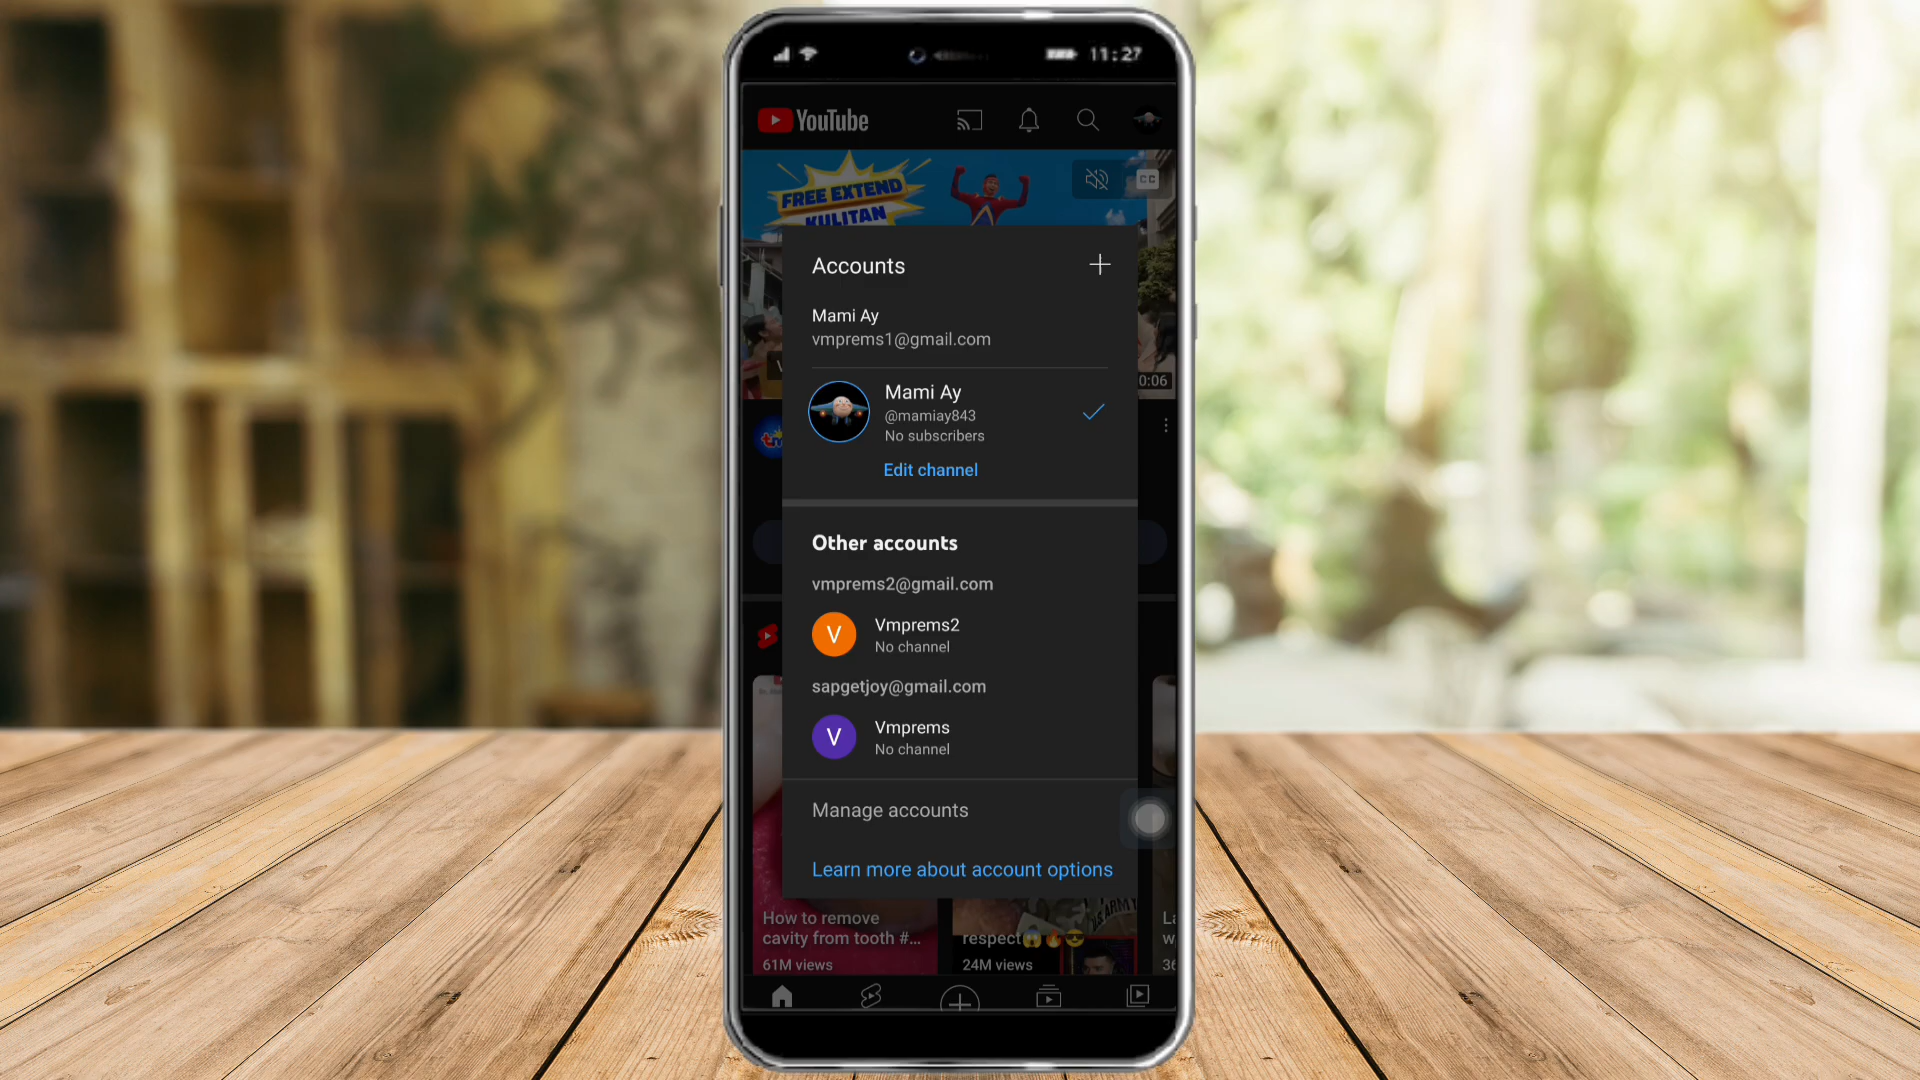 11:27
YouTube
FREE EXTEND
KULITAN
CC
Accounts
Mami Ay
vmprems1@gmail.com
0:06
Mami Ay
@mamiay843
No subscribers
Edit channel
Other accounts
vmprems2@gmail.com
V
Vmprems2
No channel
sapgetjoy@gmail.com
V
Vmprems
No channel
Manage accounts
Learn more about account options
How to remove
cavity from tooth #...
61M views
U.S. ARMY
respect😱🔥😎
24M views